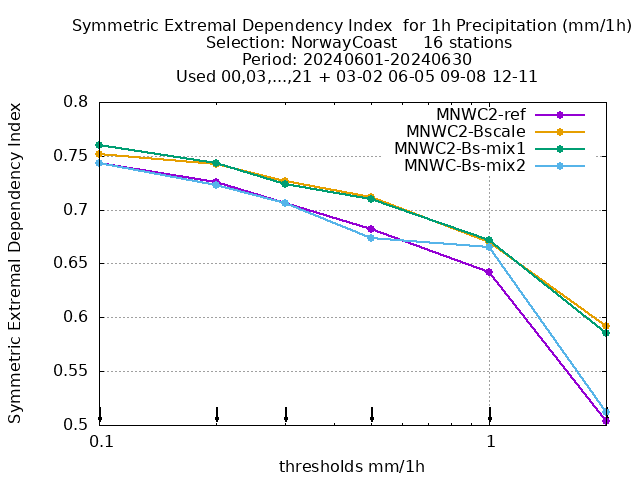 Symmetric Extremal Dependency Index  for 1h Precipitation (mm/1h)
Selection: NorwayCoast     16 stations
Period: 20240601-20240630
Used 00,03,...,21 + 03-02 06-05 09-08 12-11
MNWC2-ref
MNWC2-Bscale
MNWC2-Bs-mix1
MNWC-Bs-mix2
Symmetric Extremal Dependency Index
0.8
0.75
0.7
0.65
0.6
0.55
0.5
0.1 1
thresholds mm/1h